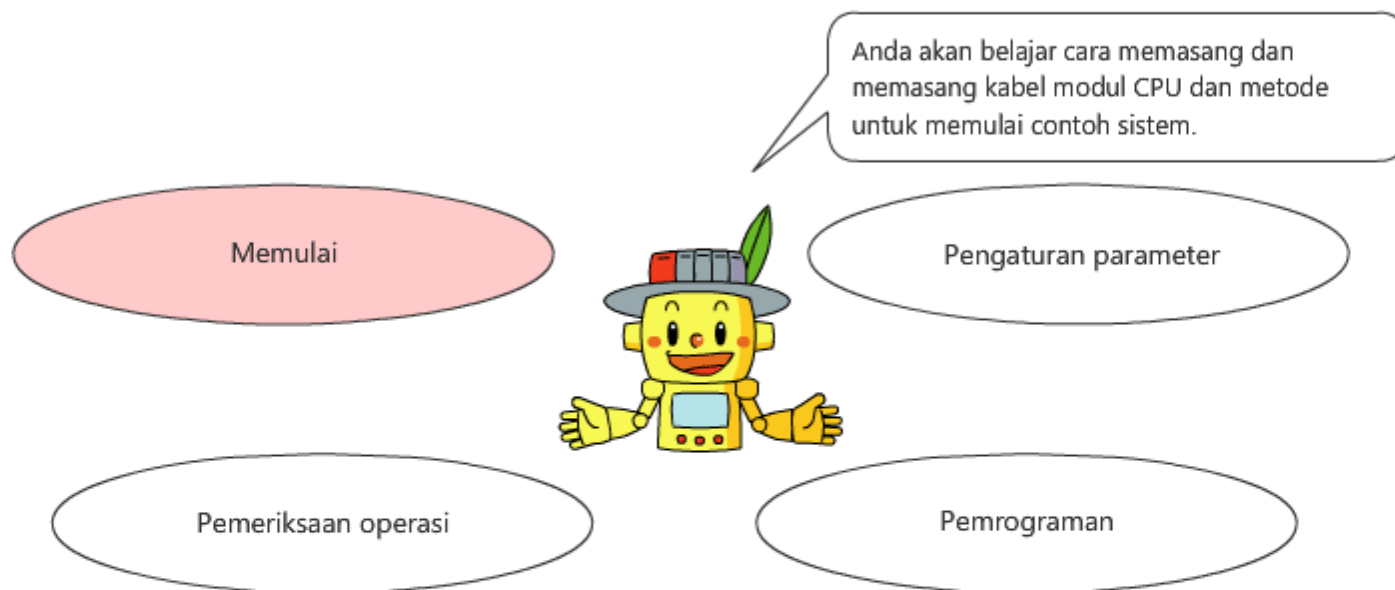 Anda akan belajar cara memasang dan
memasang kabel modul CPU dan metode
untuk memulai contoh sistem.
Memulai
Pengaturan parameter
Pemeriksaan operasi
Pemrograman